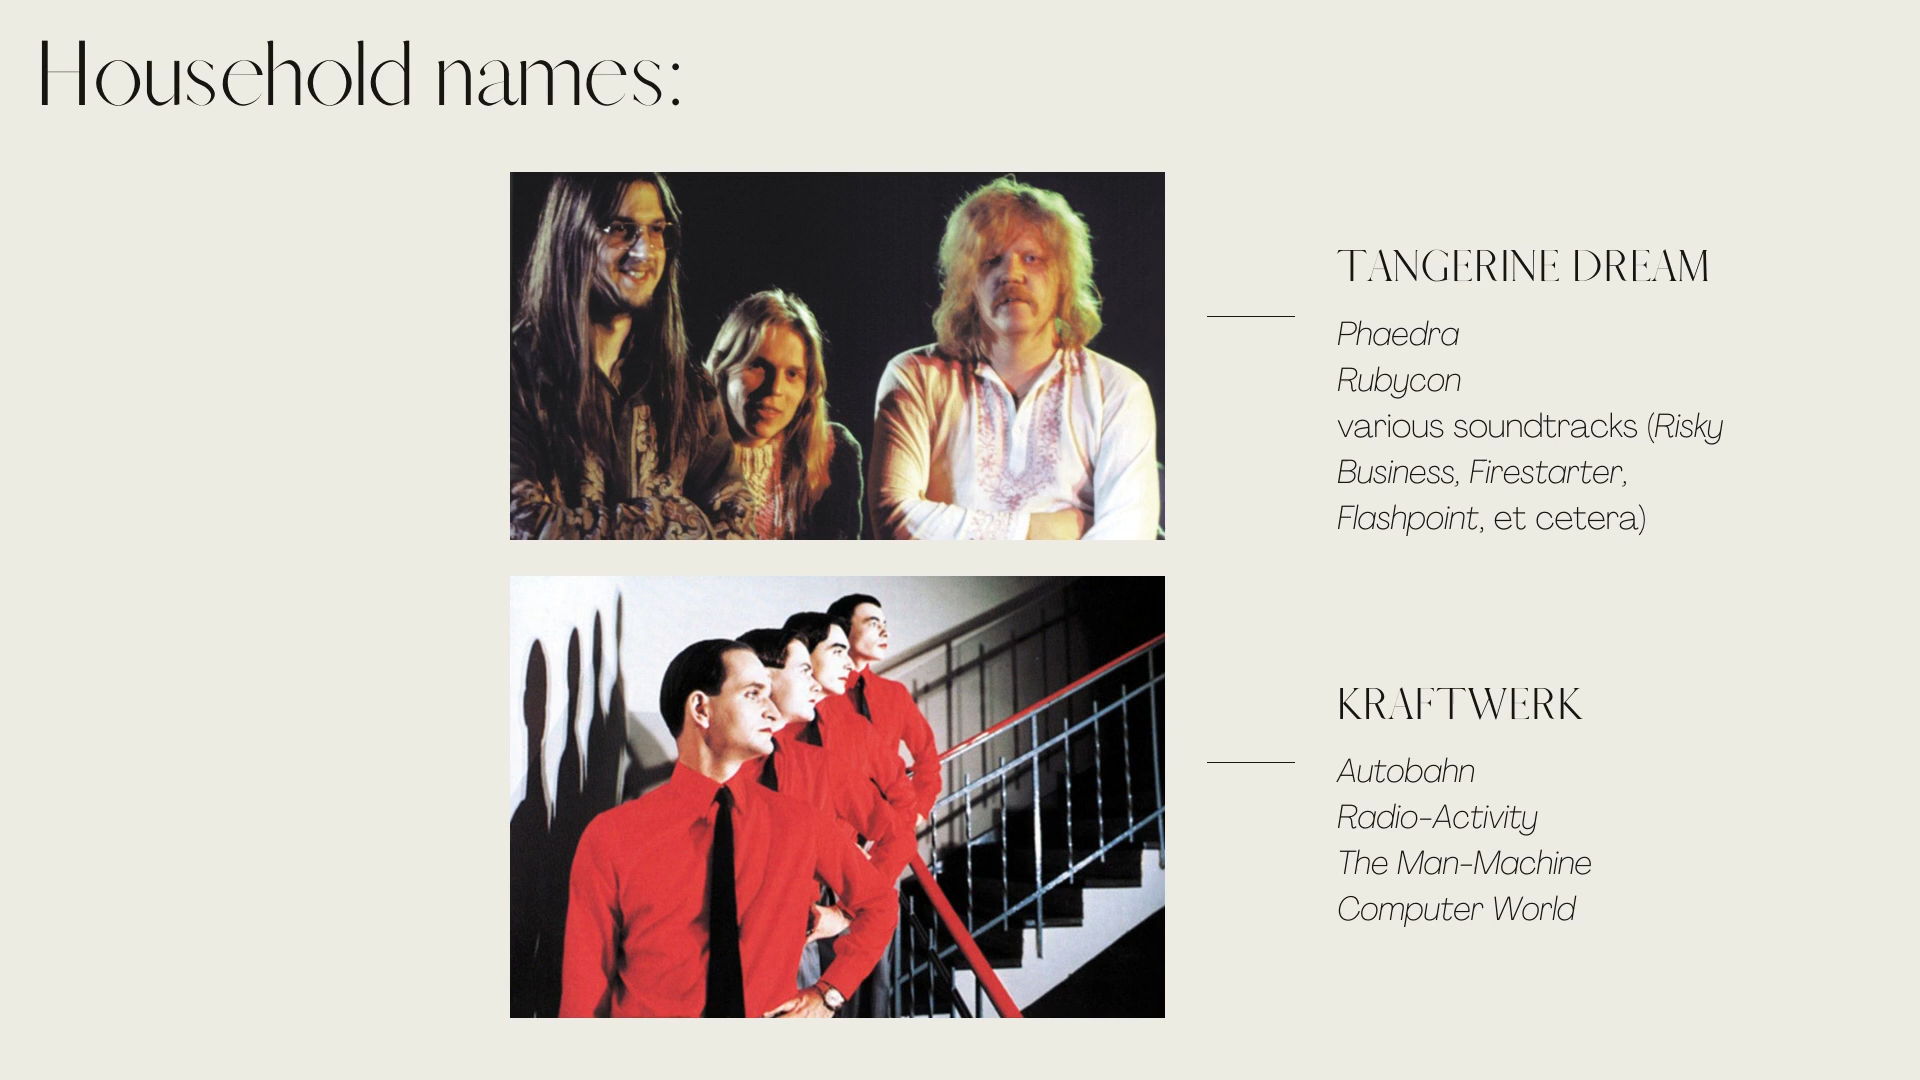 Household names:
TANGERINE DREAM
Phaedra
Rubycon
various soundtracks (Risky
Business, Firestarter,
Flashpoint, et cetera)
KRAFTWERK
Autobahn
Radio-Activity
The Man-Machine
Computer World